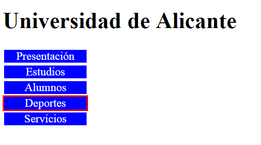 Universidad de Alicante
Presentación
Estudios
Alumnos
Deportes
Servicios